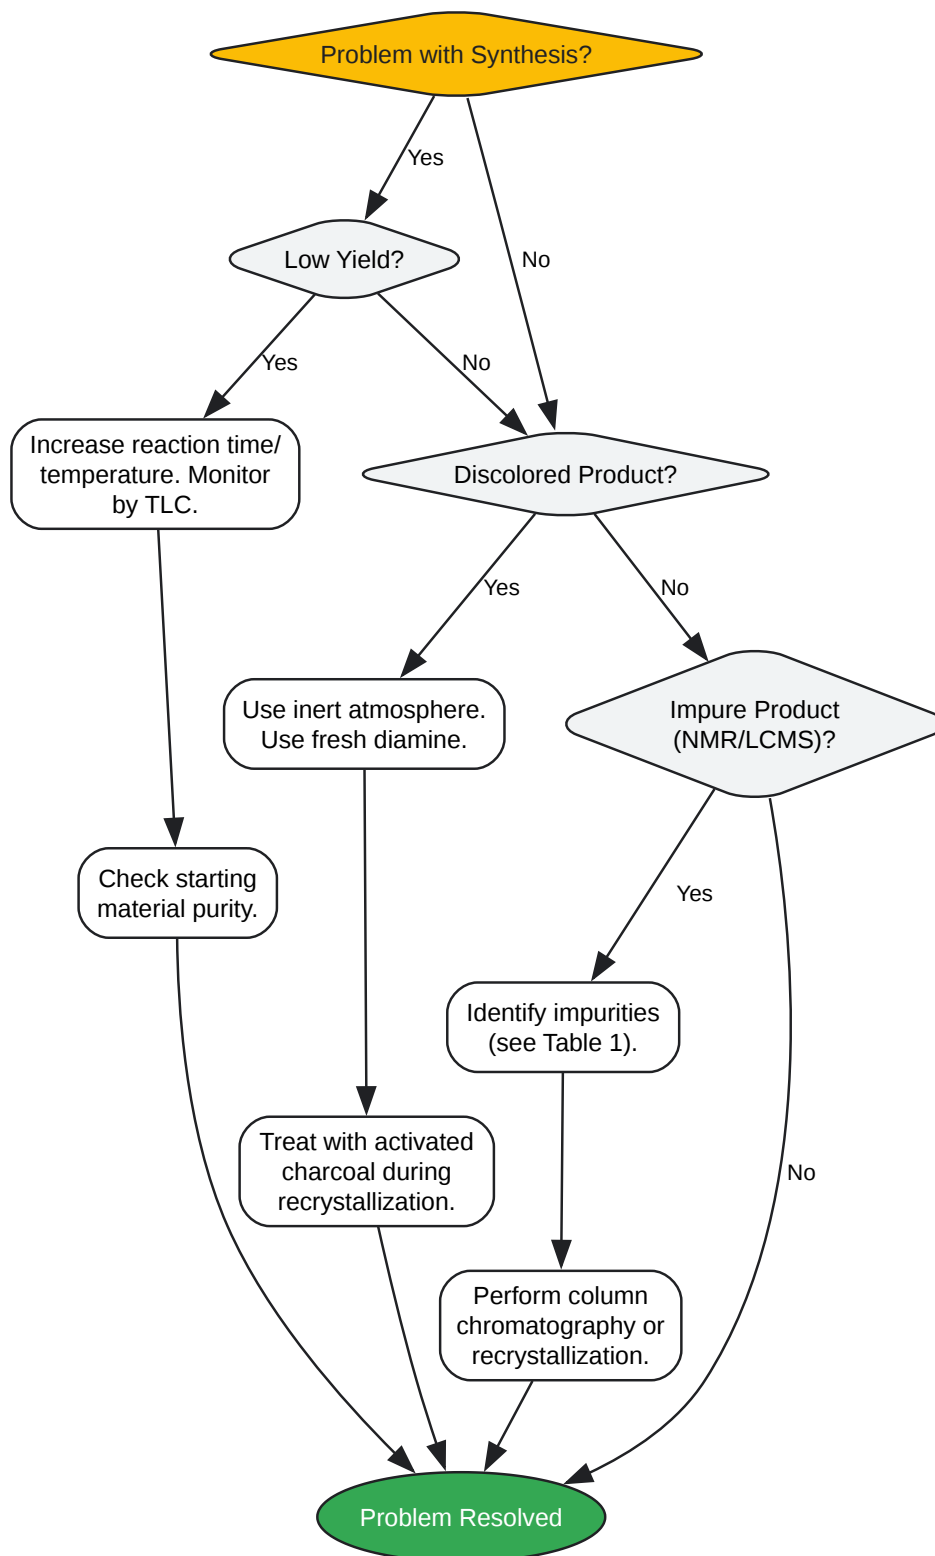 Problem with Synthesis?
Yes
Low Yield?
No
Yes
No
Increase reaction time/
temperature. Monitor
by TLC.
Discolored Product?
Yes
No
Use inert atmosphere.
Use fresh diamine.
Impure Product
(NMR/LCMS)?
Check starting
material purity.
Yes
Identify impurities
(see Table 1).
Treat with activated
charcoal during
recrystallization.
No
Perform column
chromatography or
recrystallization.
Problem Resolved